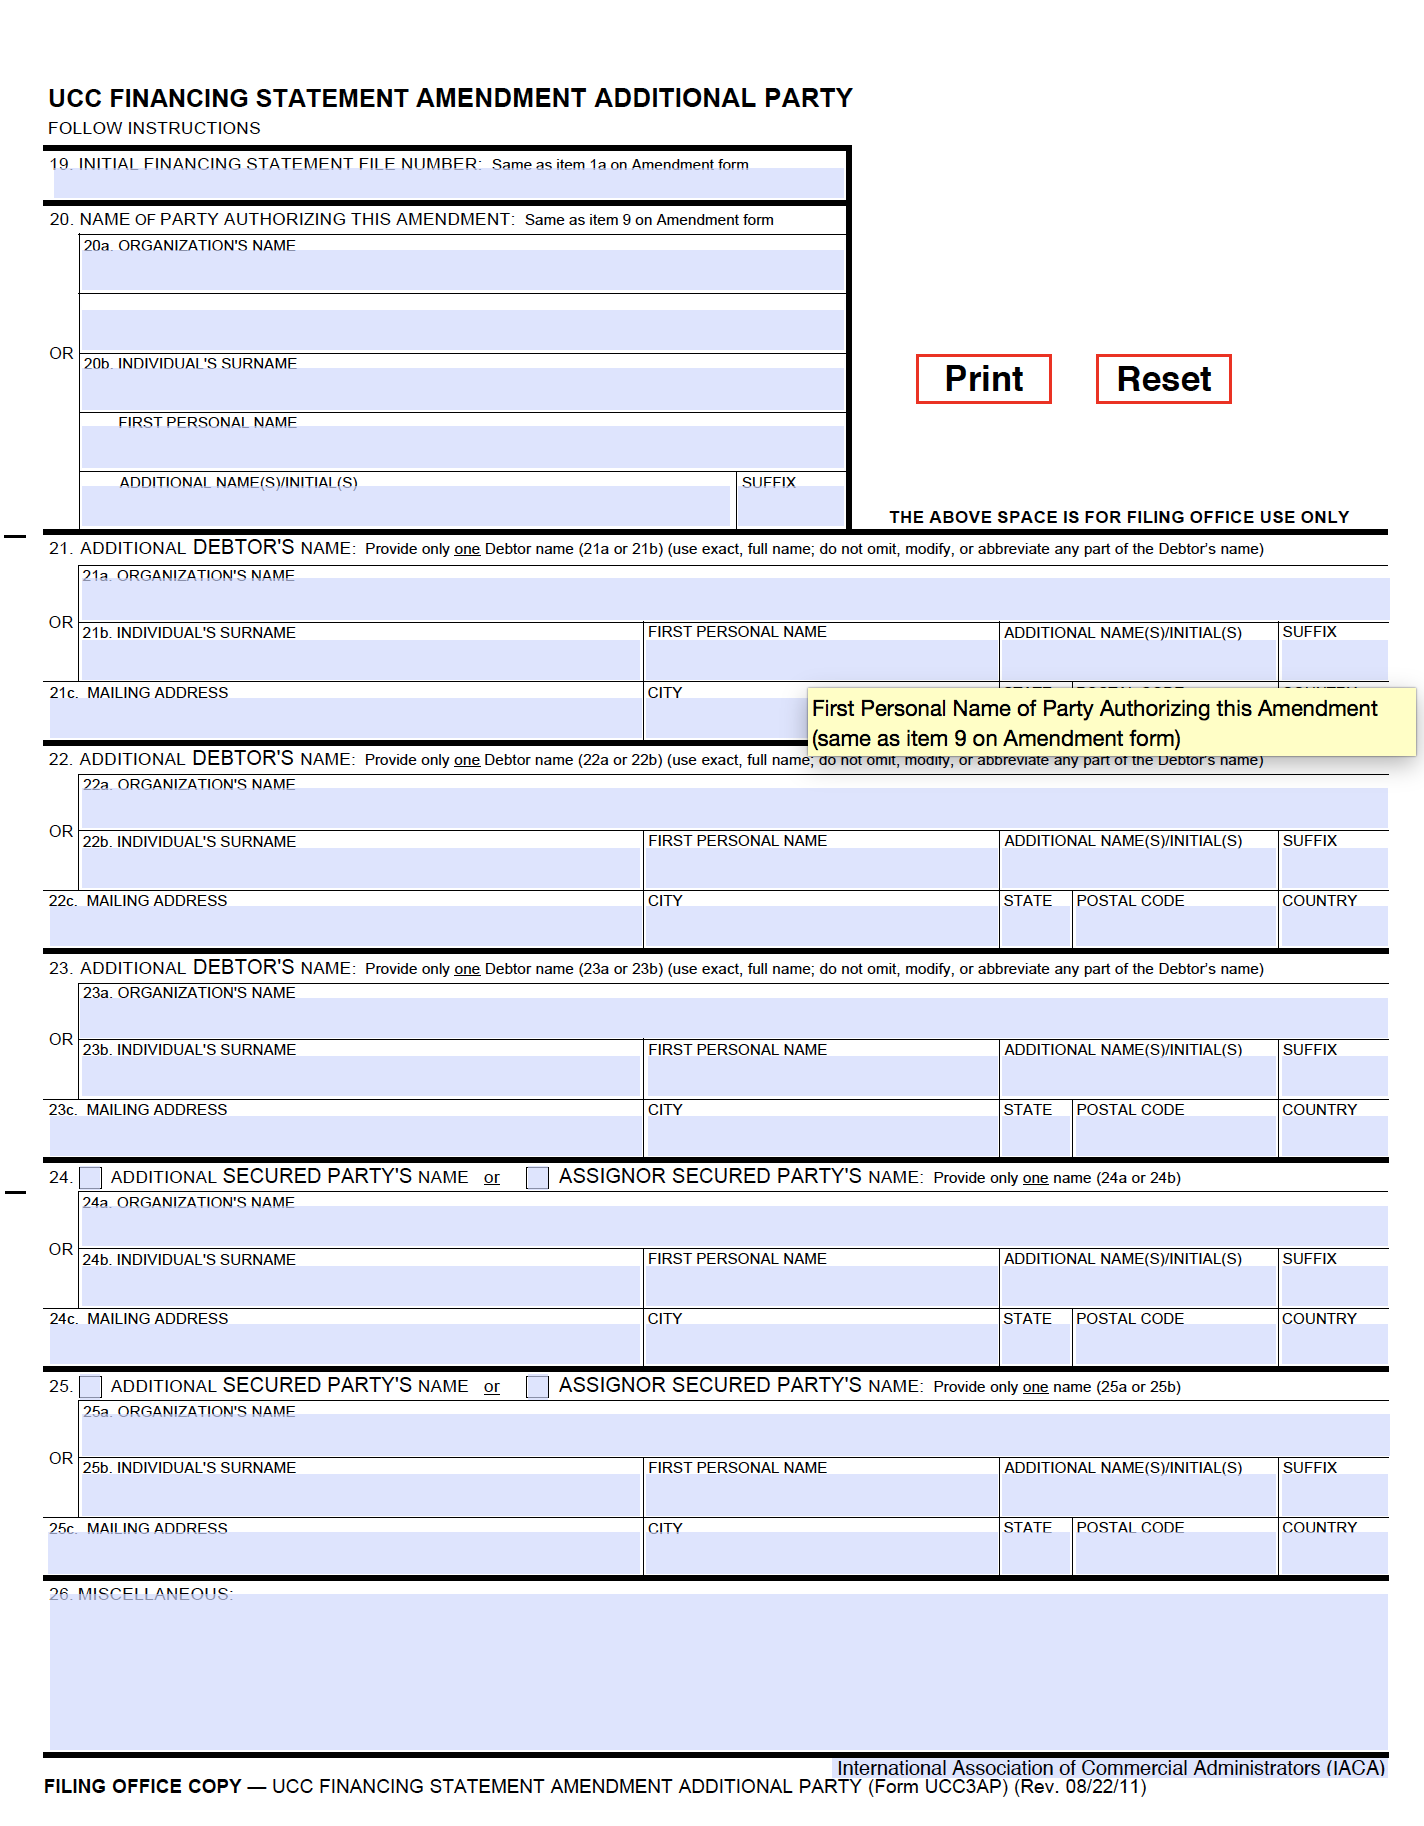 UCC FINANCING STATEMENT AMENDMENT ADDITIONAL PARTY
FOLLOW INSTRUCTIONS
19. INITIAL FINANCING STATEMENT FILE NUMBER: Same as item 1a on Amendment form
20. NAME OF PARTY AUTHORIZING THIS AMENDMENT: Same as item 9 on Amendment form
20a. ORGANIZATION'S NAME
OR
20b. INDIVIDUAL'S SURNAME
Print Reset
FIRST PERSONAL NAME
ADDITIONAL NAME(S)/INITIAL(S) SUFFIX
THE ABOVE SPACE IS FOR FILING OFFICE USE ONLY
21. ADDITIONAL DEBTOR'S NAME: Provide only one Debtor name (21a or 21b) (use exact, full name; do not omit, modify, or abbreviate any part of the Debtor's name)
21a. ORGANIZATION'S NAME
OR
21b. INDIVIDUAL'S SURNAME FIRST PERSONAL NAME ADDITIONAL NAME(S)/INITIAL(S) SUFFIX
21c. MAILING ADDRESS CITY
First Personal Name of Party Authorizing this Amendment
(same as item 9 on Amendment form)
22. ADDITIONAL DEBTOR'S NAME: Provide only one Debtor name (22a or 22b) (use exact, full name; do not omit, modify, or abbreviate any part of the Debtor's name)
22a. ORGANIZATION'S NAME
OR
22b. INDIVIDUAL'S SURNAME FIRST PERSONAL NAME ADDITIONAL NAME(S)/INITIAL(S) SUFFIX
22c. MAILING ADDRESS CITY STATE POSTAL CODE COUNTRY
23. ADDITIONAL DEBTOR'S NAME: Provide only one Debtor name (23a or 23b) (use exact, full name; do not omit, modify, or abbreviate any part of the Debtor's name)
23a. ORGANIZATION'S NAME
OR
23b. INDIVIDUAL'S SURNAME FIRST PERSONAL NAME ADDITIONAL NAME(S)/INITIAL(S) SUFFIX
23c. MAILING ADDRESS CITY STATE POSTAL CODE COUNTRY
24. ADDITIONAL SECURED PARTY'S NAME or ASSIGNOR SECURED PARTY'S NAME: Provide only one name (24a or 24b)
24a. ORGANIZATION'S NAME
OR
24b. INDIVIDUAL'S SURNAME FIRST PERSONAL NAME ADDITIONAL NAME(S)/INITIAL(S) SUFFIX
24c. MAILING ADDRESS CITY STATE POSTAL CODE COUNTRY
25. ADDITIONAL SECURED PARTY'S NAME or ASSIGNOR SECURED PARTY'S NAME: Provide only one name (25a or 25b)
25a. ORGANIZATION'S NAME
OR
25b. INDIVIDUAL'S SURNAME FIRST PERSONAL NAME ADDITIONAL NAME(S)/INITIAL(S) SUFFIX
25c. MAILING ADDRESS CITY STATE POSTAL CODE COUNTRY
26. MISCELLANEOUS:
International Association of Commercial Administrators (IACA)
FILING OFFICE COPY — UCC FINANCING STATEMENT AMENDMENT ADDITIONAL PARTY (Form UCC3AP) (Rev. 08/22/11)